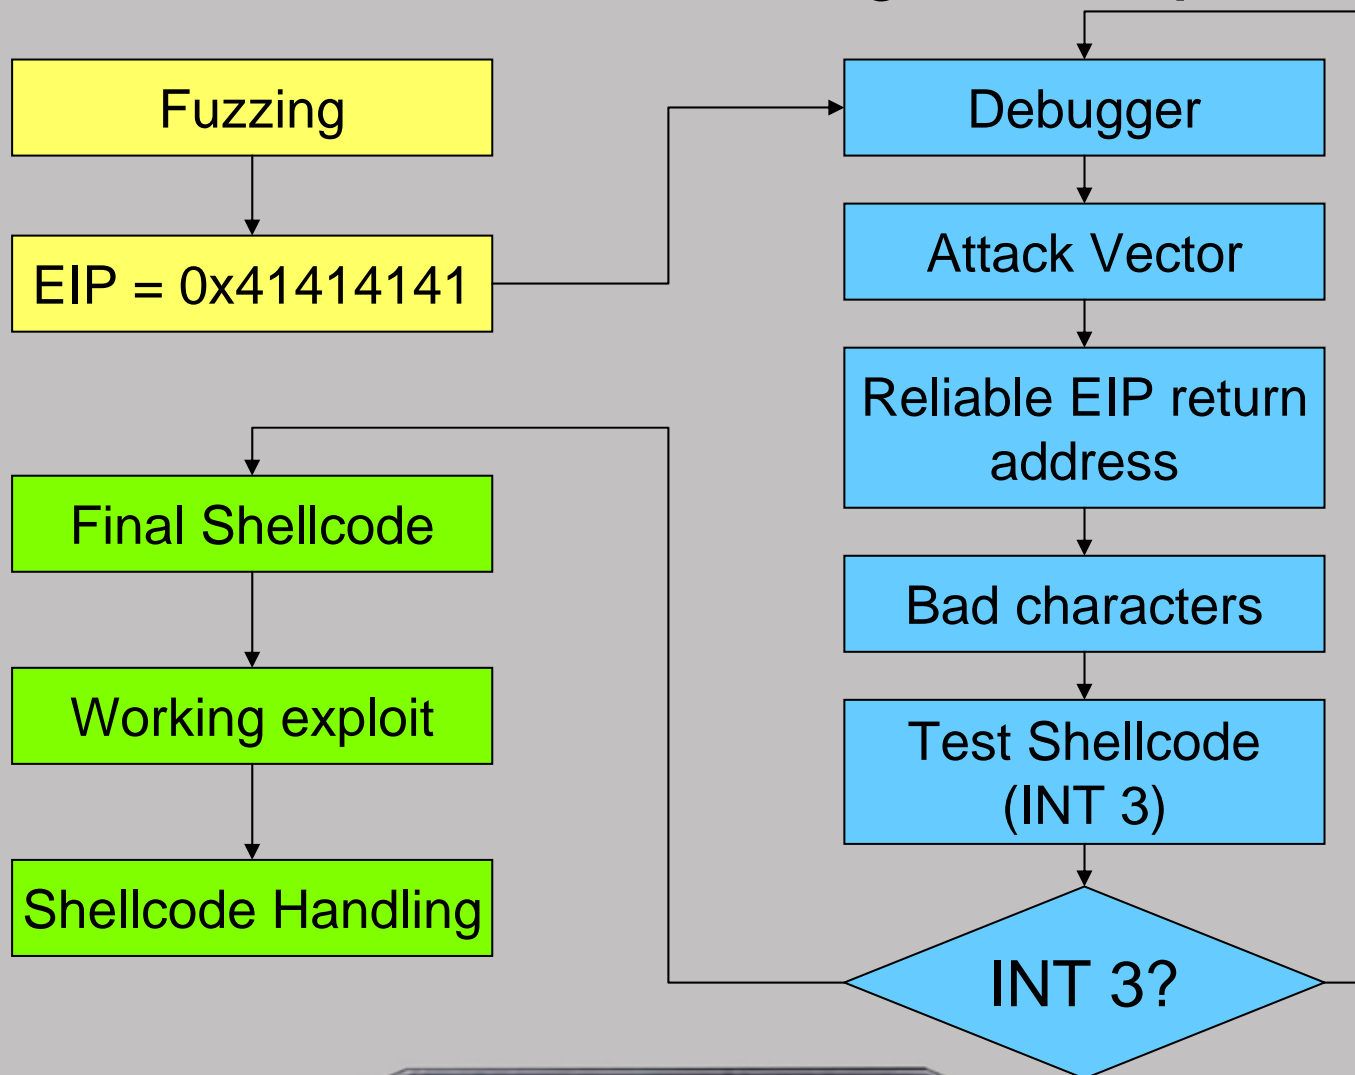 Fuzzing
EIP = 0x41414141
Debugger
Attack Vector
Reliable EIP return
address
Bad characters
Test Shellcode
(INT 3)
INT 3?
Final Shellcode
Working exploit
Shellcode Handling